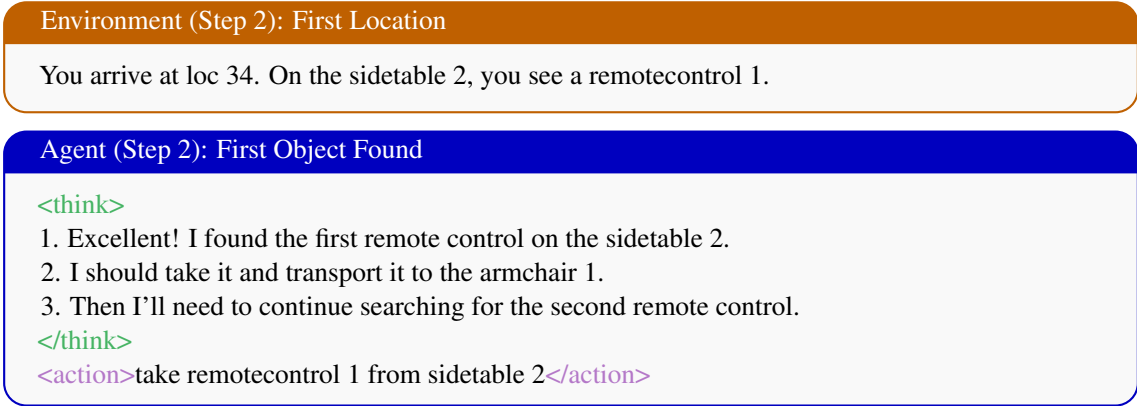 Environment (Step 2): First Location
You arrive at loc 34. On the sidetable 2, you see a remotecontrol 1.
Agent (Step 2): First Object Found
<think>
1. Excellent! I found the first remote control on the sidetable 2.
2. I should take it and transport it to the armchair 1.
3. Then I'll need to continue searching for the second remote control.
</think>
<action>take remotecontrol 1 from sidetable 2</action>